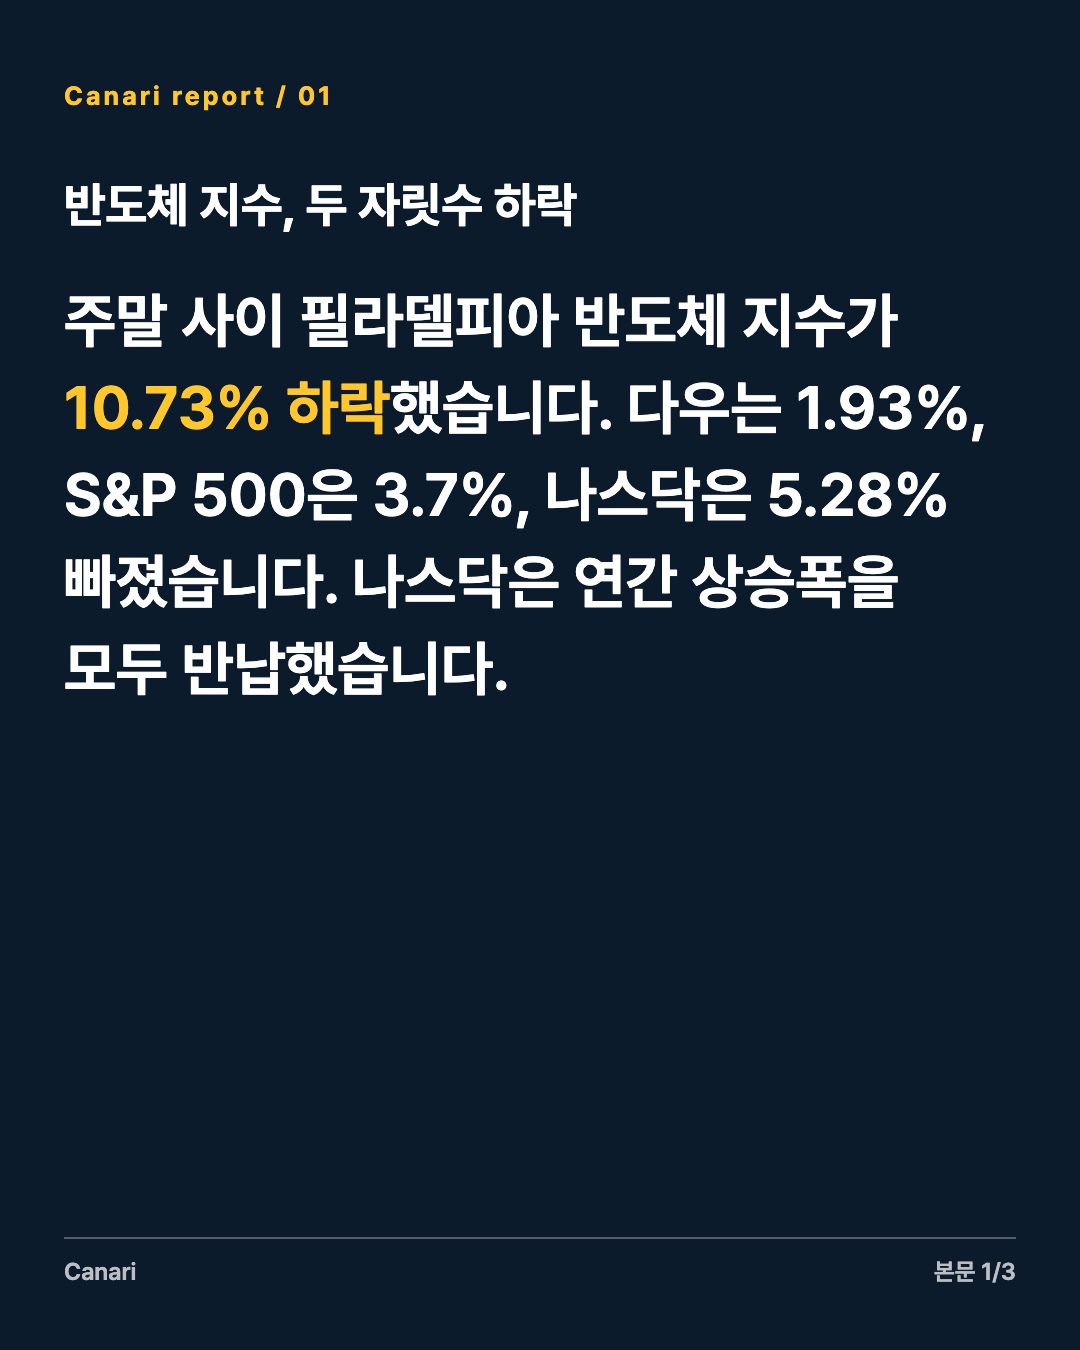 Canari report / 01
반도체 지수, 두 자릿수 하락
주말 사이 필라델피아 반도체 지수가
10.73% 하락했습니다. 다우는 1.93%,
S&P 500은 3.7%, 나스닥은 5.28%
빠졌습니다. 나스닥은 연간 상승폭을
모두 반납했습니다.
Canari
본문 1/3